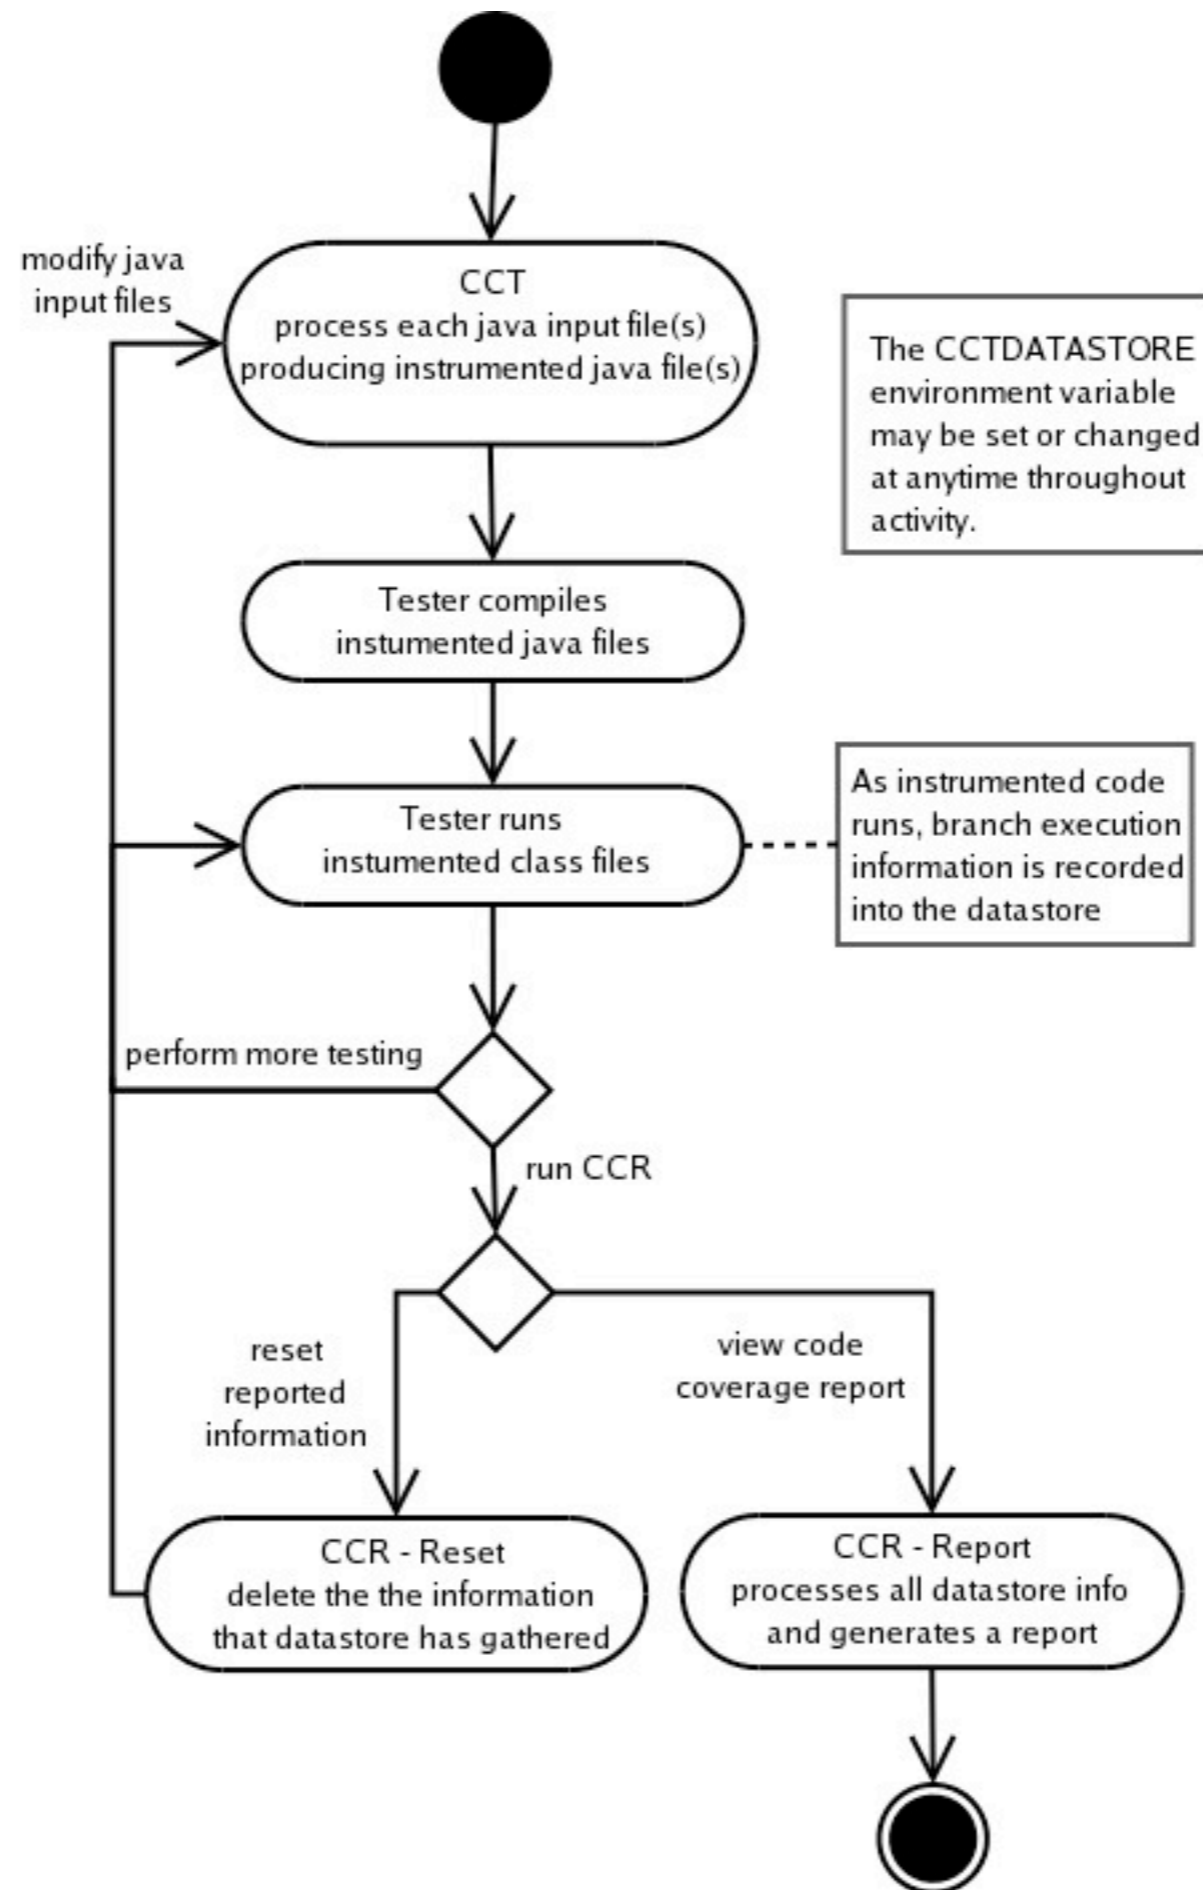 modify java
input files
CCT
process each java input file(s)
producing instrumented java file(s)
The CCTDATASTORE
environment variable
may be set or changed
at anytime throughout
activity.
Tester compiles
instumented java files
Tester runs
instumented class files
As instrumented code
runs, branch execution
information is recorded
into the datastore
perform more testing
run CCR
reset
reported
information
view code
coverage report
CCR - Reset
delete the the information
that datastore has gathered
CCR - Report
processes all datastore info
and generates a report